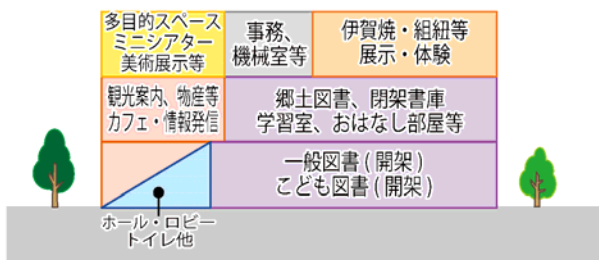 多目的スペース
ミニシアター
美術展示等
事務、
機械室等
伊賀焼・組紐等
展示・体験
観光案内、物産等
カフェ・情報発信
郷土図書、閉架書庫
学習室、おはなし部屋等
一般図書(開架)
こども図書(開架)
ホール・ロビー
トイレ他